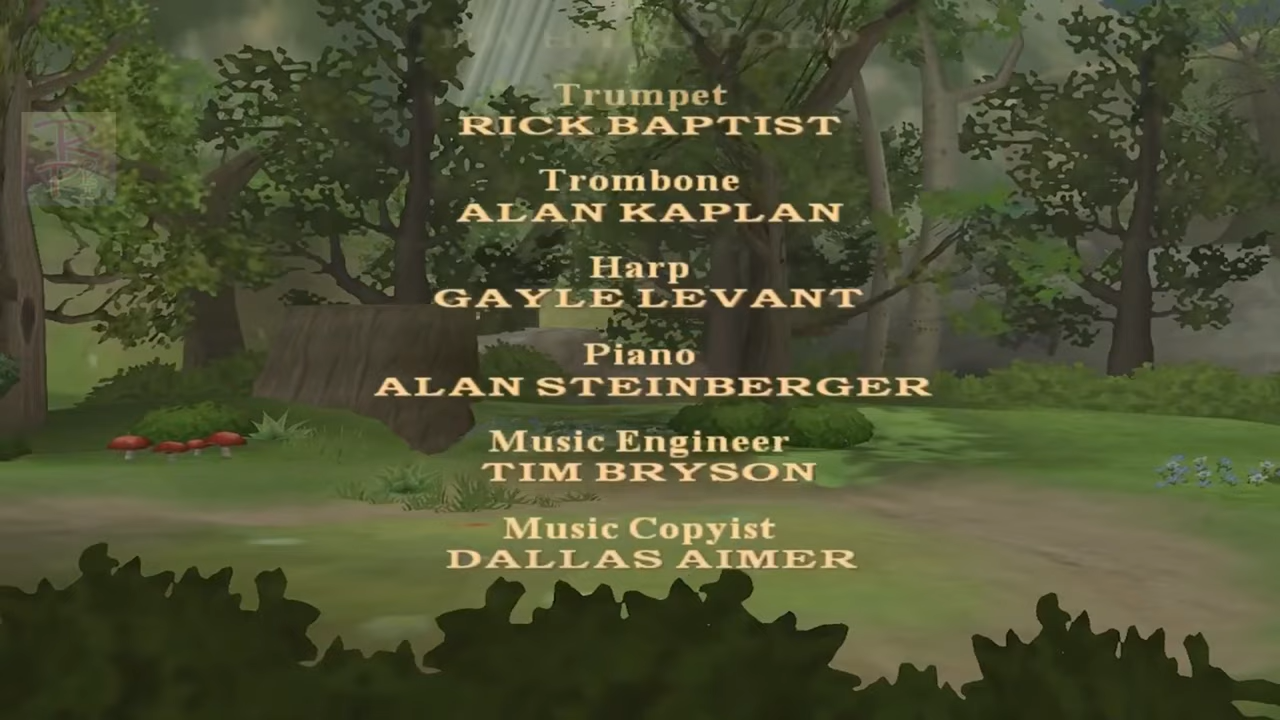 Trumpet
RICK BAPTIST
Trombone
ALAN KAPLAN
Harp
GAYLE LEVANT
Piano
ALAN STEINBERGER
Music Engineer
TIM BRYSON
Music Copyist
DALLAS AIMER